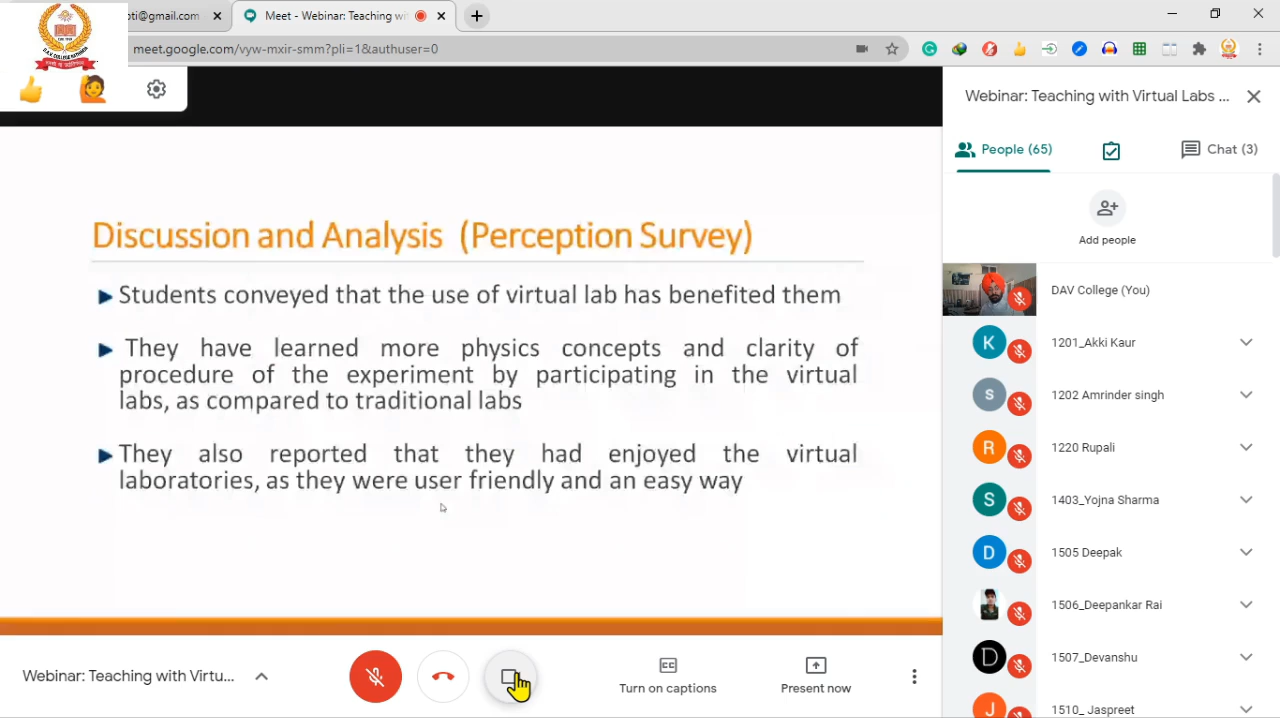 oti@gmail.com
Meet - Webinar: Teaching wit
meet.google.com/vyw-mxir-smm?pli=1&authuser=0
Discussion and Analysis (Perception Survey)
Students conveyed that the use of virtual lab has benefited them
They have learned more physics concepts and clarity of
procedure of the experiment by participating in the virtual
labs, as compared to traditional labs
They also reported that they had enjoyed the virtual
laboratories, as they were user friendly and an easy way
Webinar: Teaching with Virtu...
Turn on captions
Present now
Webinar: Teaching with Virtual Labs ...
People (65)
Chat (3)
Add people
DAV College (You)
K
1201_Akki Kaur
s
1202 Amrinder singh
R
1220 Rupali
S
1403_Yojna Sharma
D
1505 Deepak
1506_Deepankar Rai
D
1507_Devanshu
J
1510_ Jaspreet